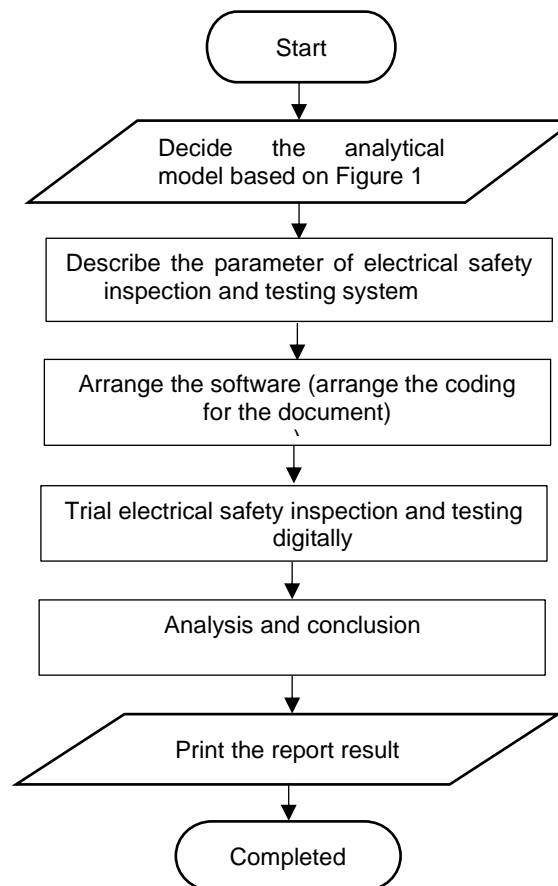 Start
Decide the analytical
model based on Figure 1
Describe the parameter of electrical safety
inspection and testing system
Arrange the software (arrange the coding
for the document)
Trial electrical safety inspection and testing
digitally
Analysis and conclusion
Print the report result
Completed